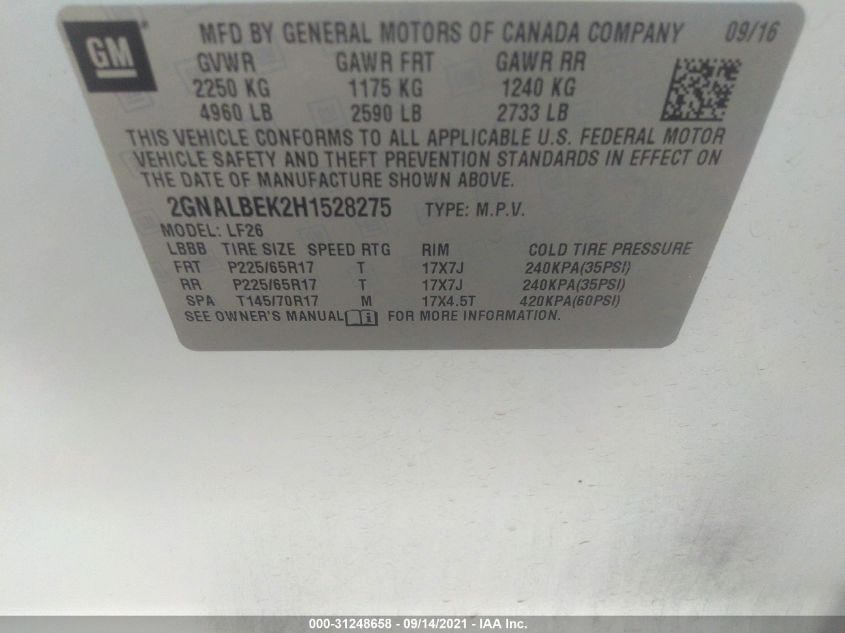 GM
MFD BY GENERAL MOTORS OF CANADA COMPANY 09/16
GVWR GAWR FRT GAWR RR
2250 KG 1175 KG 1240 KG
4960 LB 2590 LB 2733 LB
THIS VEHICLE CONFORMS TO ALL APPLICABLE U.S. FEDERAL MOTOR
VEHICLE SAFETY AND THEFT PREVENTION STANDARDS IN EFFECT ON
THE DATE OF MANUFACTURE SHOWN ABOVE.
2GNALBEK2H1528275 TYPE: M.P.V.
MODEL: LF26
LBBB TIRE SIZE SPEED RTG RIM COLD TIRE PRESSURE
FRT P225/65R17 T 17X7J 240KPA(35PSI)
RR P225/65R17 T 17X7J 240KPA(35PSI)
SPA T145/70R17 M 17X4.5T 420KPA(60PSI)
SEE OWNER'S MANUAL FOR MORE INFORMATION.
000-31248658 - 09/14/2021 - IAA Inc.